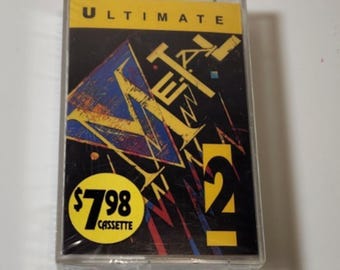 ULTIMATE
METAL
2
$7.98
CASSETTE